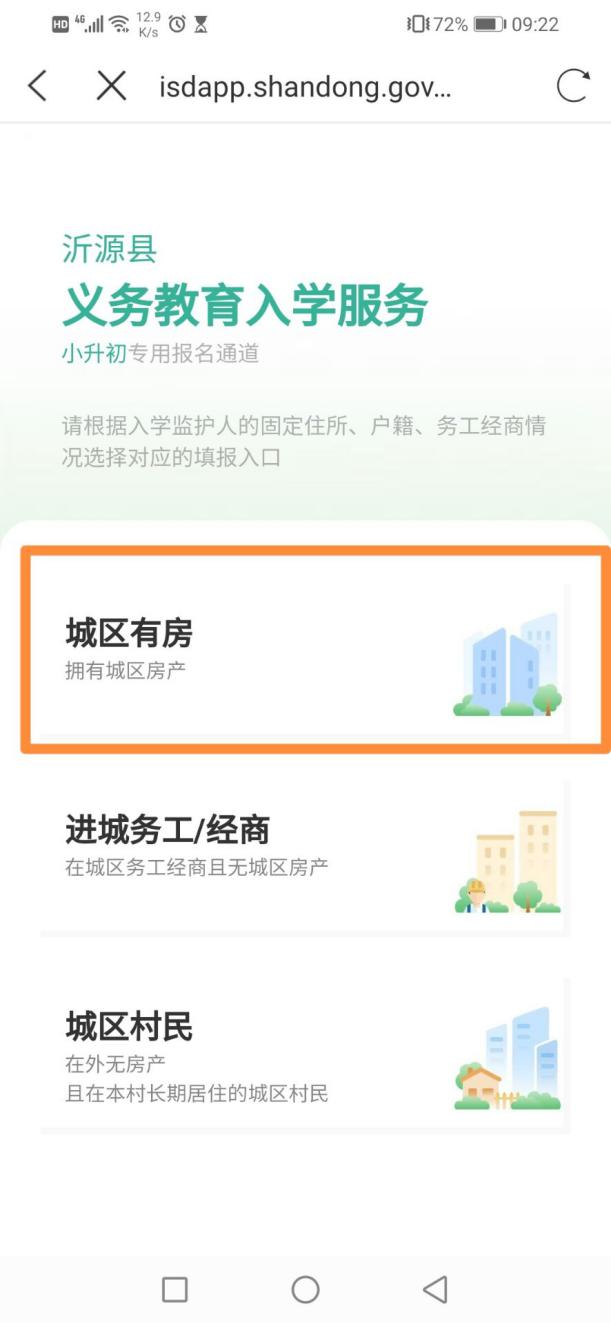 HD 4G 12.9 K/s 72% 09:22
isdapp.shandong.gov...
沂源县
义务教育入学服务
小升初专用报名通道
请根据入学监护人的固定住所、户籍、务工经商情
况选择对应的填报入口
城区有房
拥有城区房产
进城务工/经商
在城区务工经商且无城区房产
城区村民
在外无房产
且在本村长期居住的城区村民